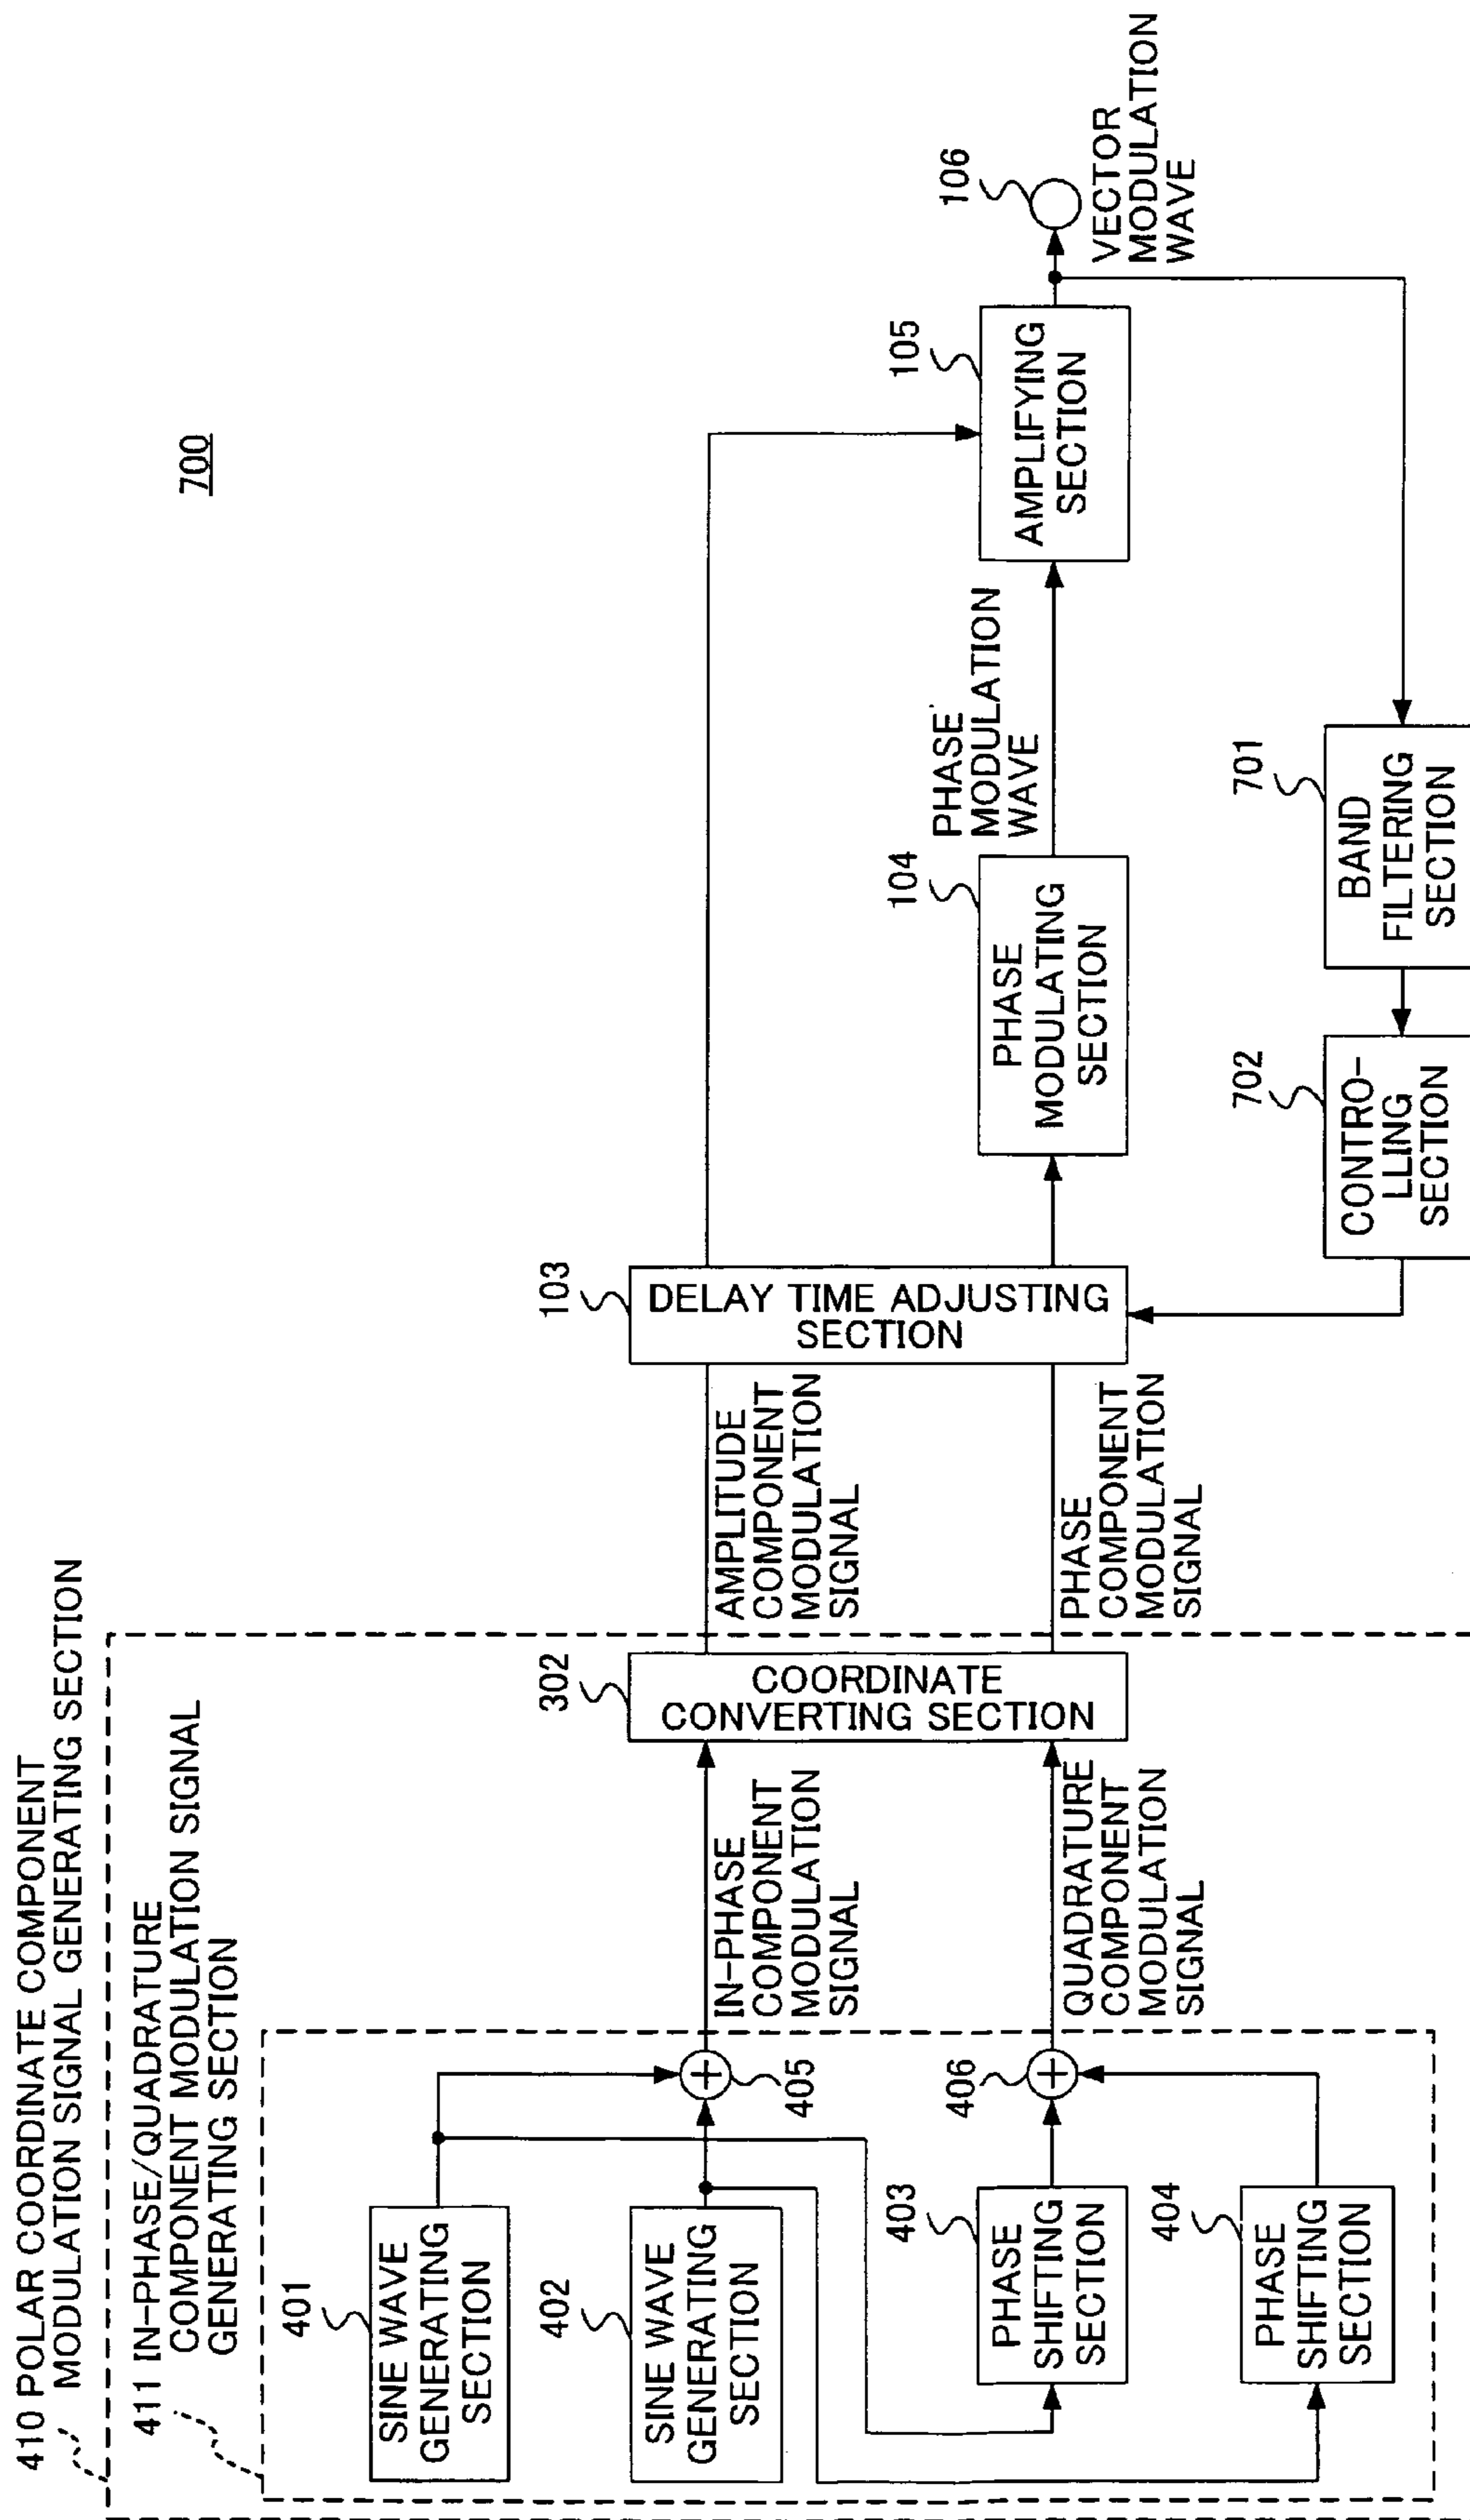 700
410 POLAR COORDINATE COMPONENT
MODULATION SIGNAL GENERATING SECTION
411 IN-PHASE/QUADRATURE
COMPONENT MODULATION SIGNAL
GENERATING SECTION
401
SINE WAVE
GENERATING
SECTION
402
SINE WAVE
GENERATING
SECTION
403
PHASE
SHIFTING
SECTION
404
PHASE
SHIFTING
SECTION
405
406
IN-PHASE
COMPONENT
MODULATION
SIGNAL
QUADRATURE
COMPONENT
MODULATION
SIGNAL
302
COORDINATE
CONVERTING SECTION
AMPLITUDE
COMPONENT
MODULATION
SIGNAL
PHASE
COMPONENT
MODULATION
SIGNAL
103
DELAY TIME ADJUSTING
SECTION
104
PHASE
MODULATING
SECTION
PHASE
MODULATION
WAVE
105
AMPLIFYING
SECTION
106
VECTOR
MODULATION
WAVE
701
BAND
FILTERING
SECTION
702
CONTRO-
LLING
SECTION